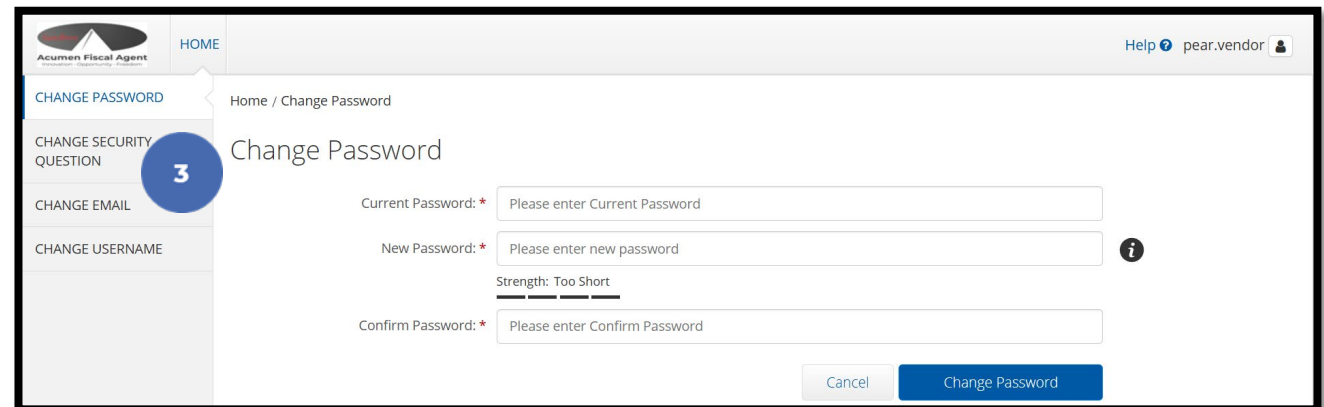 Acumen Fiscal Agent
HOME
Help ? pear.vendor
CHANGE PASSWORD
Home / Change Password
CHANGE SECURITY
QUESTION
3
Change Password
CHANGE EMAIL
CHANGE USERNAME
Current Password: * Please enter Current Password
New Password: * Please enter new password
i
Strength: Too Short
Confirm Password: * Please enter Confirm Password
Cancel
Change Password